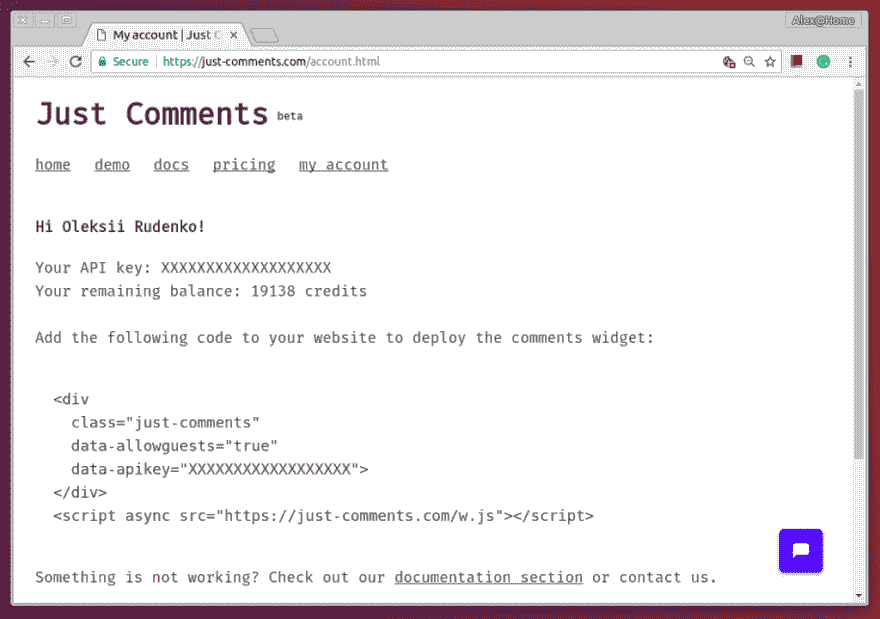 Alex@Home
My account | Just C
Secure https://just-comments.com/account.html
Just Comments beta
home demo docs pricing my account
Hi Oleksii Rudenko!
Your API key: XXXXXXXXXXXXXXXXXXX
Your remaining balance: 19138 credits
Add the following code to your website to deploy the comments widget:
<div
class="just-comments"
data-allowguests="true"
data-apikey="XXXXXXXXXXXXXXXXXXX">
</div>
<script async src="https://just-comments.com/w.js"></script>
Something is not working? Check out our documentation section or contact us.